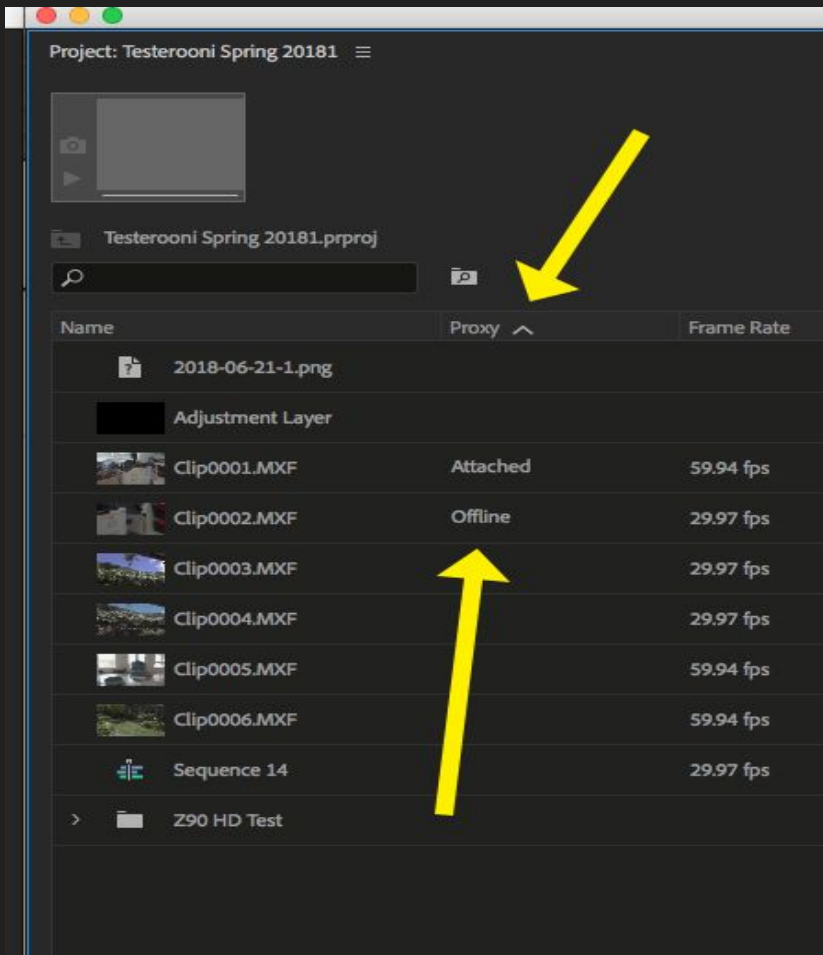 Project: Testerooni Spring 20181
Testerooni Spring 20181.prproj
Name Proxy Frame Rate
2018-06-21-1.png
Adjustment Layer
Clip0001.MXF Attached 59.94 fps
Clip0002.MXF Offline 29.97 fps
Clip0003.MXF 29.97 fps
Clip0004.MXF 29.97 fps
Clip0005.MXF 59.94 fps
Clip0006.MXF 59.94 fps
Sequence 14 29.97 fps
Z90 HD Test